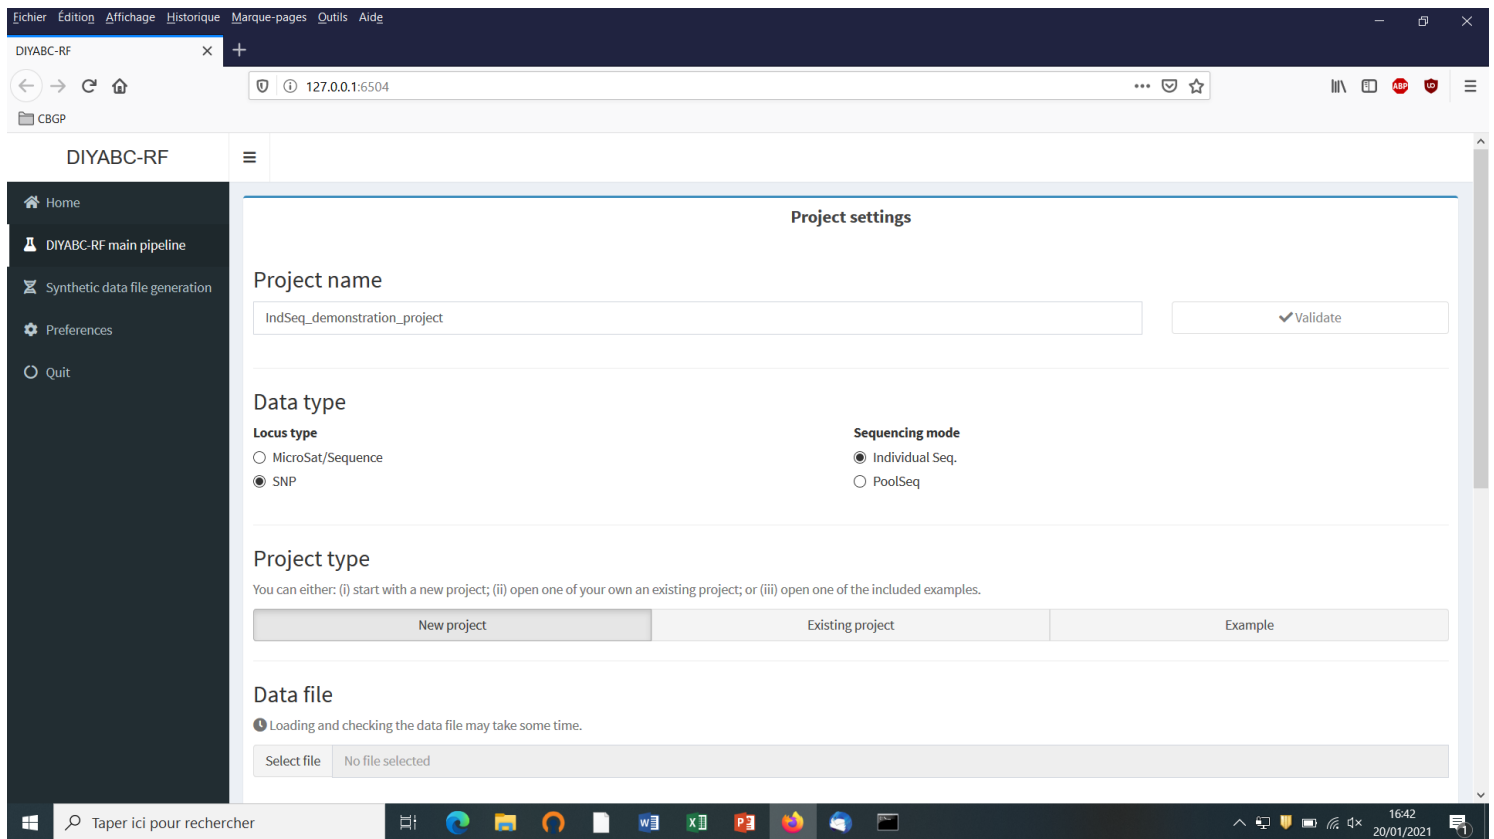 Fichier Édition Affichage Historique Marque-pages Outils Aide
DIYABC-RF
127.0.0.1:6504
CBGP
DIYABC-RF
Home
DIYABC-RF main pipeline
Synthetic data file generation
Preferences
Quit
Project settings
Project name
IndSeq_demonstration_project
Validate
Data type
Locus type
Sequencing mode
MicroSat/Sequence
Individual Seq.
SNP
PoolSeq
Project type
You can either: (i) start with a new project; (ii) open one of your own an existing project; or (iii) open one of the included examples.
New project
Existing project
Example
Data file
Loading and checking the data file may take some time.
Select file
No file selected
Taper ici pour rechercher
16:42
20/01/2021